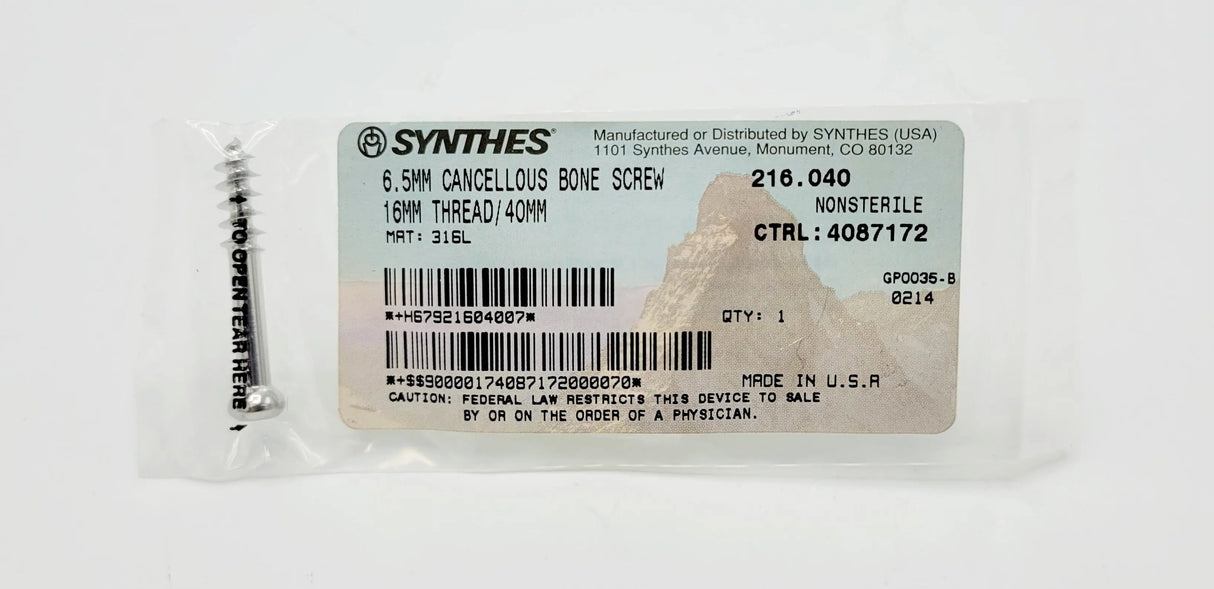 TO OPEN TEAR HERE
SYNTHES®
Manufactured or Distributed by SYNTHES (USA)
1101 Synthes Avenue, Monument, CO 80132
6.5MM CANCELLOUS BONE SCREW
216.040
16MM THREAD/40MM
NONSTERILE
MAT: 316L
CTRL:4087172
GP0035-B
0214
*+H67921604007*
QTY: 1
*+$$90000174087172000070*
MADE IN U.S.A
CAUTION: FEDERAL LAW RESTRICTS THIS DEVICE TO SALE
BY OR ON THE ORDER OF A PHYSICIAN.